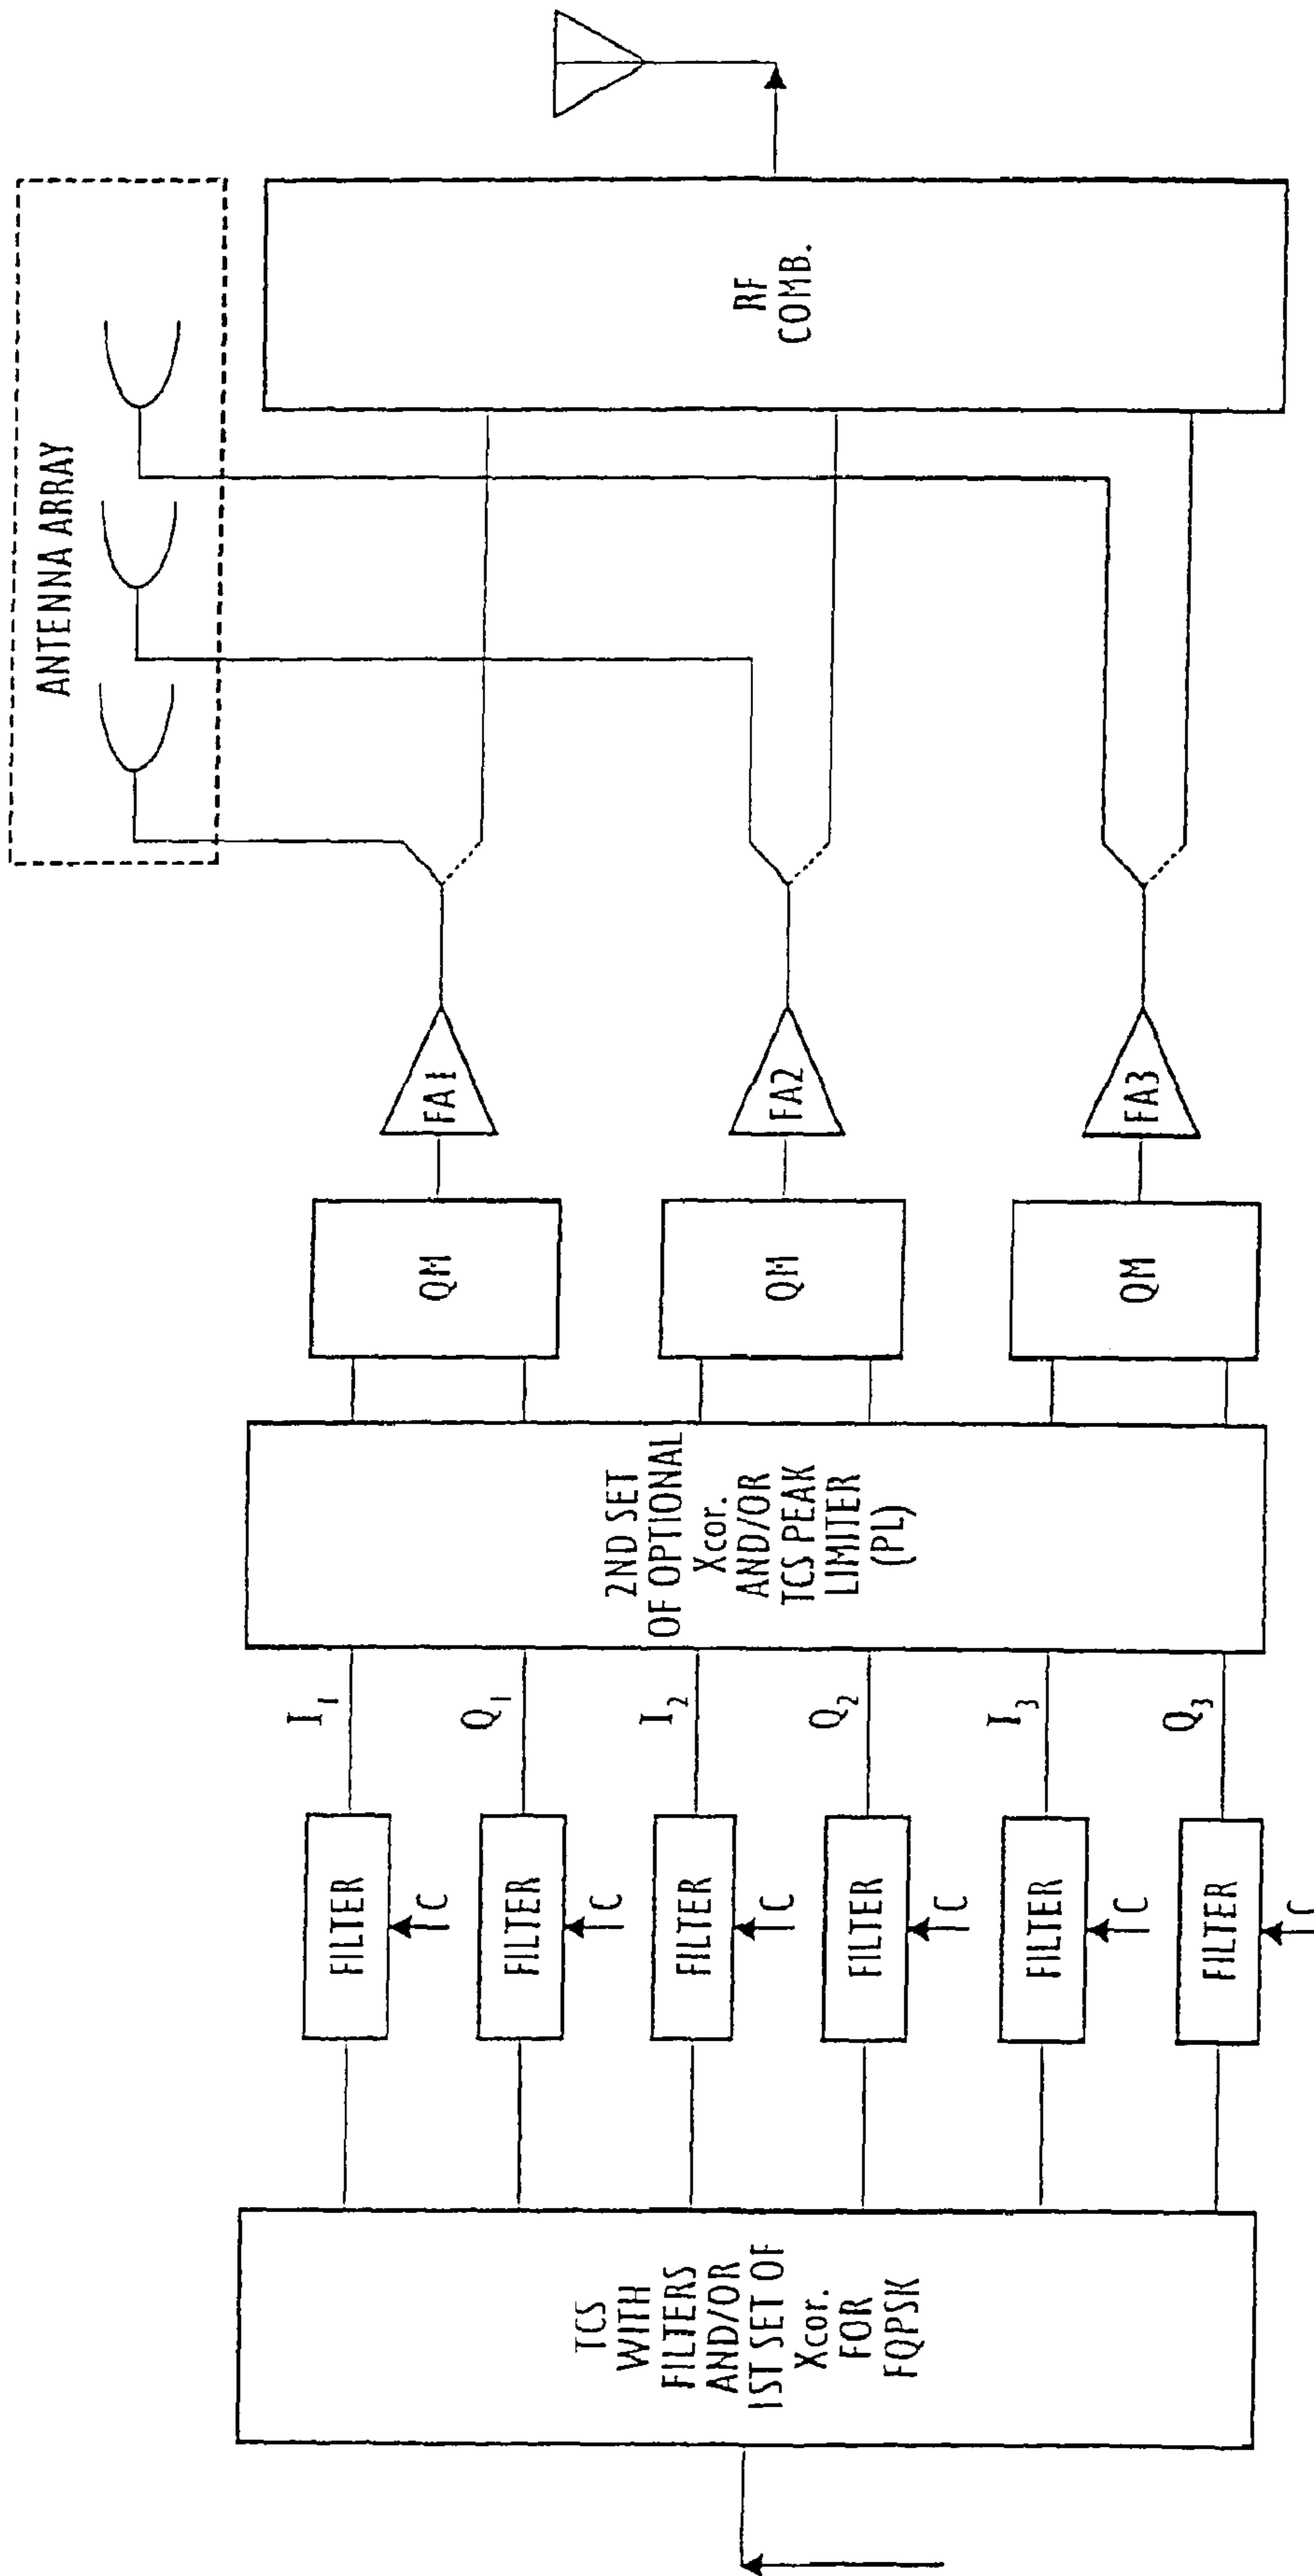 TCS
WITH
FILTERS
AND/OR
1ST SET OF
Xcor.
FOR
FQPSK
FILTER
C
FILTER
C
FILTER
C
FILTER
C
FILTER
C
FILTER
C
I1
Q1
I2
Q2
I3
Q3
2ND SET
OF OPTIONAL
Xcor.
AND/OR
TCS PEAK
LIMITER
(PL)
QM
QM
QM
FA1
FA2
FA3
ANTENNA ARRAY
RF
COMB.